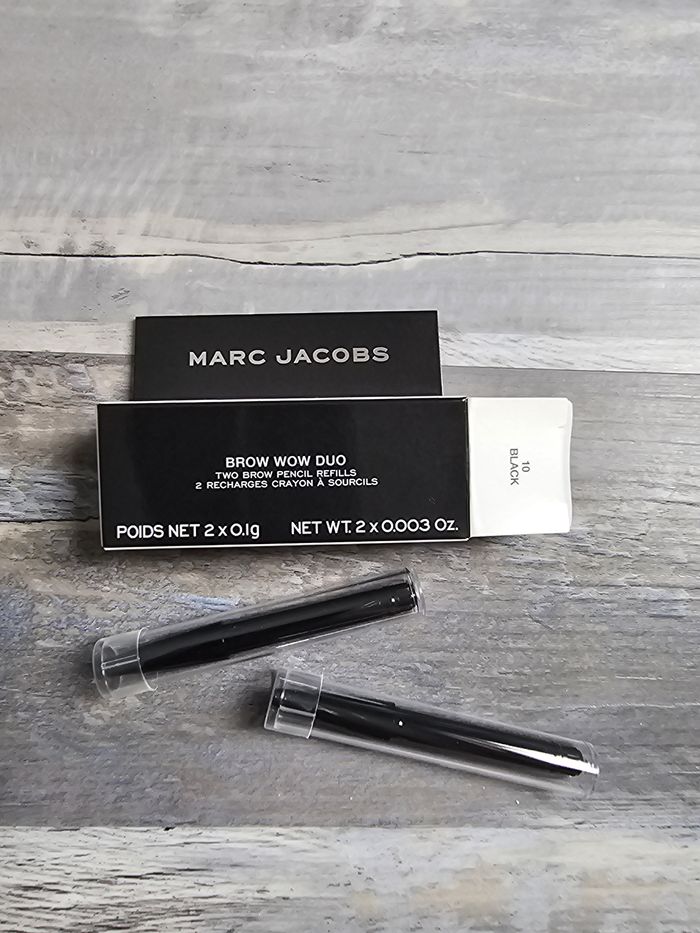 MARC JACOBS
BROW WOW DUO
TWO BROW PENCIL REFILLS
2 RECHARGES CRAYON À SOURCILS
POIDS NET 2 x 0.1g NET WT. 2 x 0.003 Oz.
10
BLACK